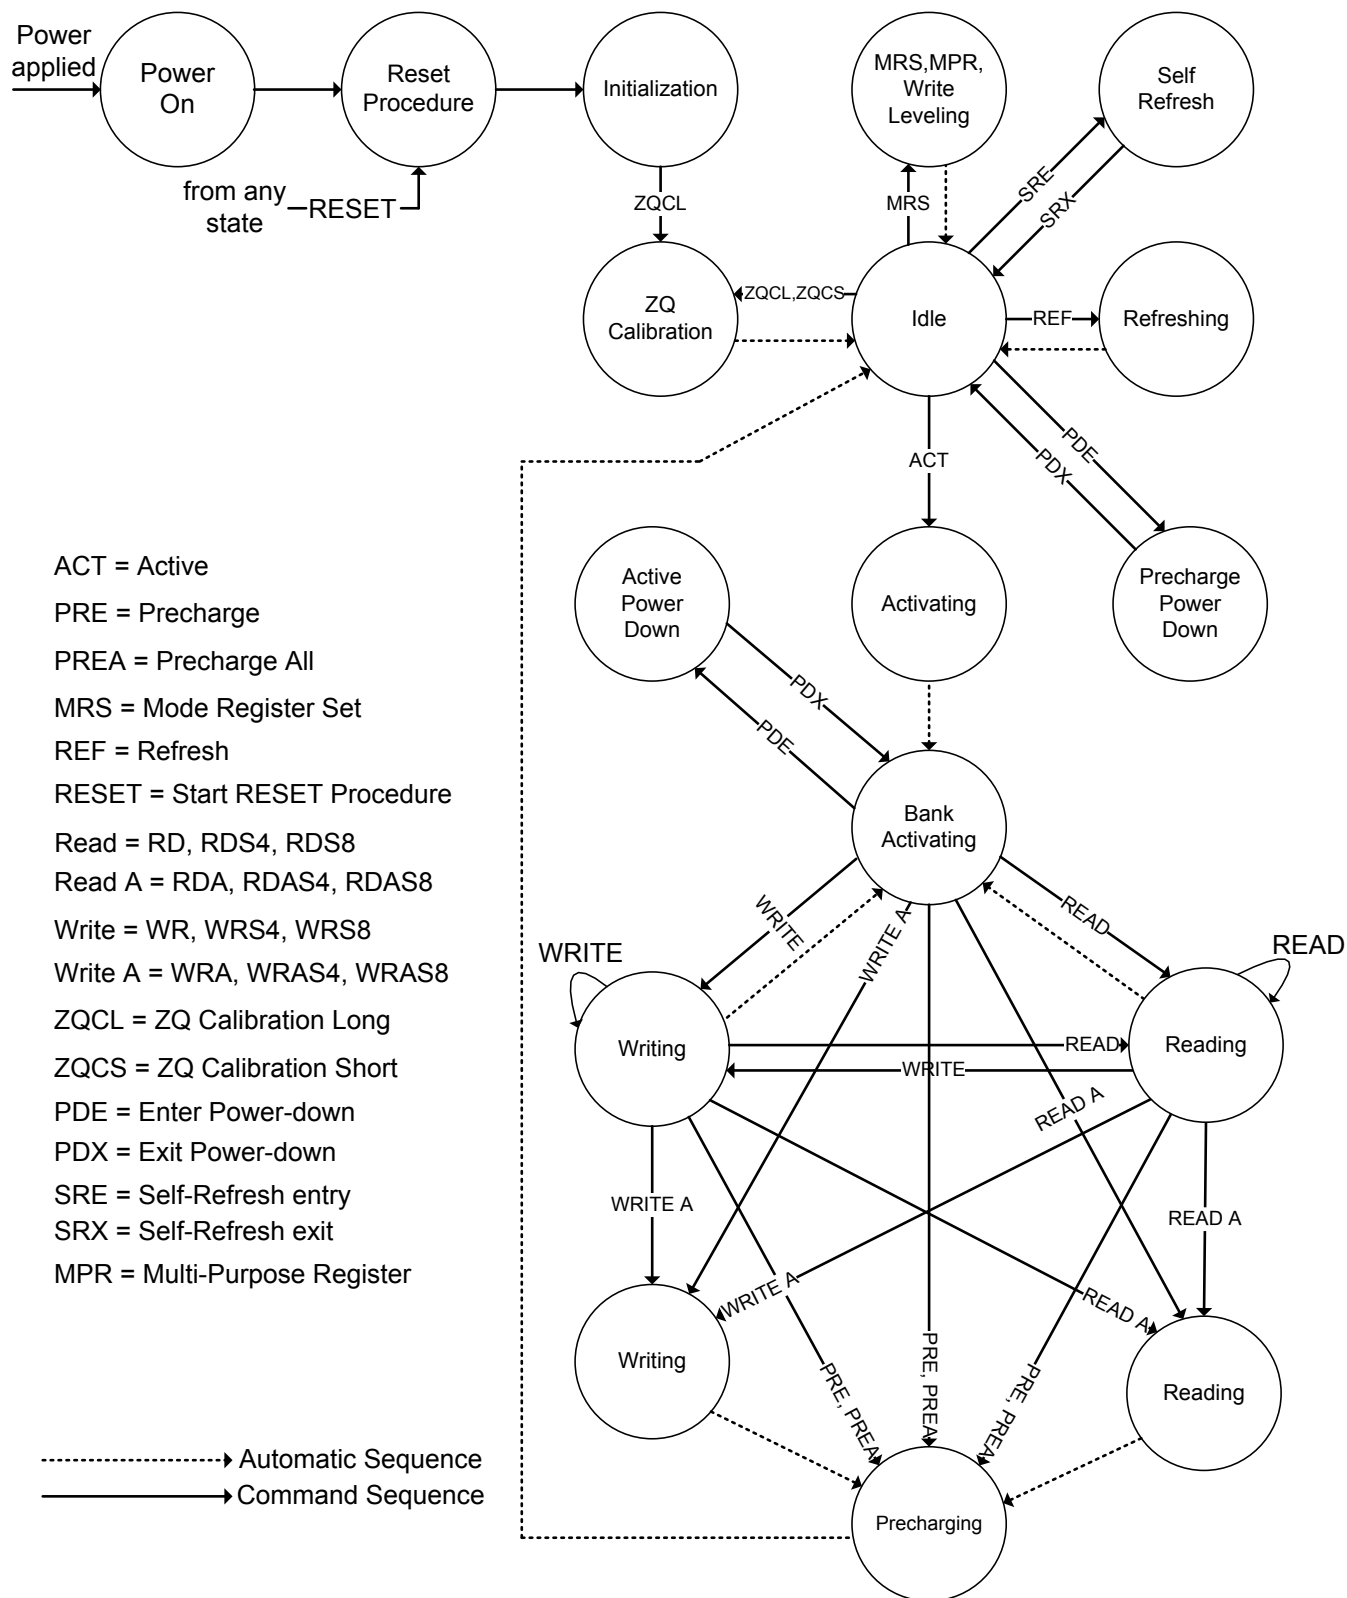 Power
applied
Power
On
Reset
Procedure
Initialization
MRS,MPR,
Write
Leveling
Self
Refresh
from any
state
RESET
ZQCL
MRS
SRE
SRX
ZQ
Calibration
ZQCL,ZQCS
Idle
REF
Refreshing
ACT
PDE
PDX
ACT = Active
PRE = Precharge
PREA = Precharge All
MRS = Mode Register Set
REF = Refresh
RESET = Start RESET Procedure
Read = RD, RDS4, RDS8
Read A = RDA, RDAS4, RDAS8
Write = WR, WRS4, WRS8
Write A = WRA, WRAS4, WRAS8
ZQCL = ZQ Calibration Long
ZQCS = ZQ Calibration Short
PDE = Enter Power-down
PDX = Exit Power-down
SRE = Self-Refresh entry
SRX = Self-Refresh exit
MPR = Multi-Purpose Register
Active
Power
Down
Activating
Precharge
Power
Down
PDX
PDE
Bank
Activating
WRITE
WRITE A
READ
WRITE
READ
Writing
READ
WRITE
Reading
READ A
WRITE A
READ A
WRITE A
READ A
Writing
PRE, PREA
PRE, PREA
PRE, PREA
Reading
Precharging
Automatic Sequence
Command Sequence